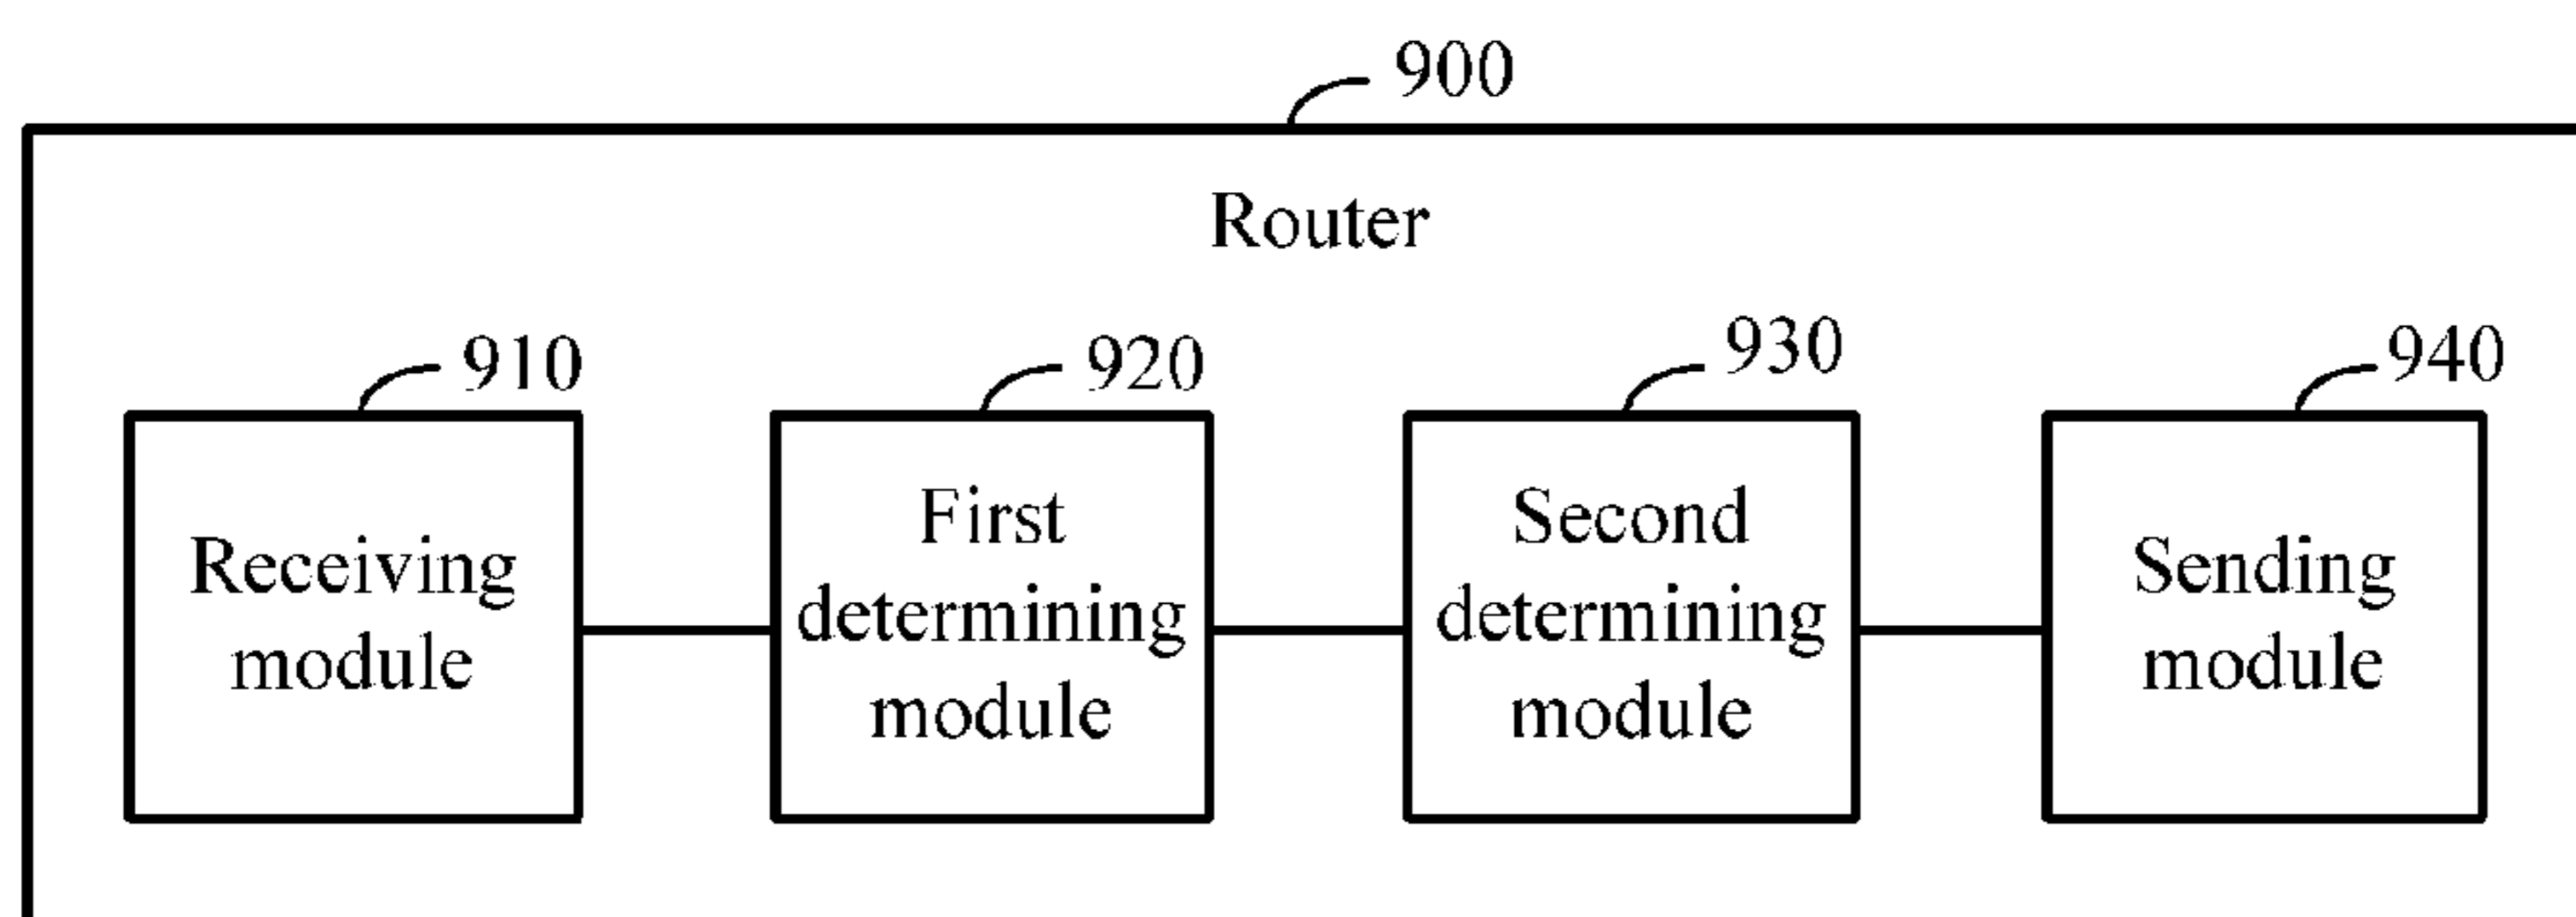 900
Router
910
920
930
940
Receiving
module
First
determining
module
Second
determining
module
Sending
module